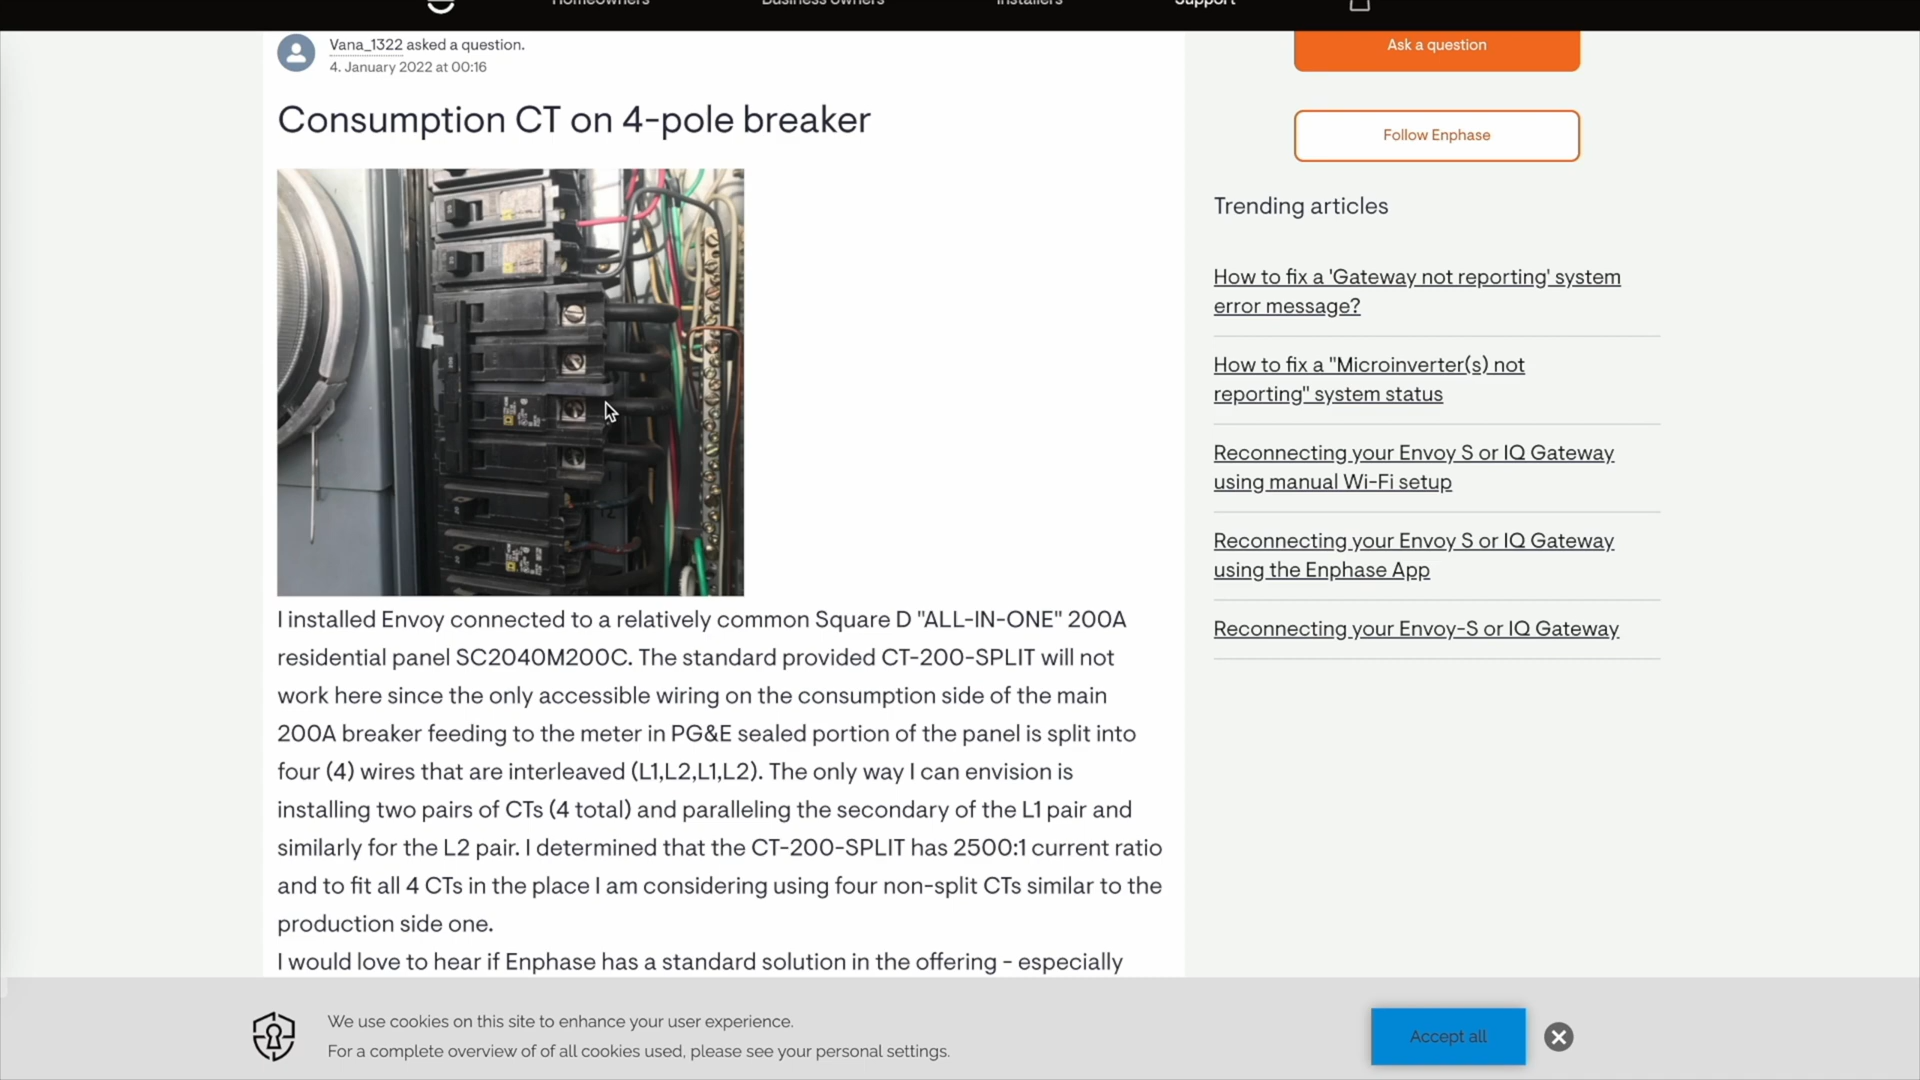 Homeowners
Business owners
Installers
Support
Vana_1322 asked a question.
4. January 2022 at 00:16
Consumption CT on 4-pole breaker
I installed Envoy connected to a relatively common Square D "ALL-IN-ONE" 200A
residential panel SC2040M200C. The standard provided CT-200-SPLIT will not
work here since the only accessible wiring on the consumption side of the main
200A breaker feeding to the meter in PG&E sealed portion of the panel is split into
four (4) wires that are interleaved (L1,L2,L1,L2). The only way I can envision is
installing two pairs of CTs (4 total) and paralleling the secondary of the L1 pair and
similarly for the L2 pair. I determined that the CT-200-SPLIT has 2500:1 current ratio
and to fit all 4 CTs in the place I am considering using four non-split CTs similar to the
production side one.
I would love to hear if Enphase has a standard solution in the offering - especially
Ask a question
Follow Enphase
Trending articles
How to fix a 'Gateway not reporting' system
error message?
How to fix a "Microinverter(s) not
reporting" system status
Reconnecting your Envoy S or IQ Gateway
using manual Wi-Fi setup
Reconnecting your Envoy S or IQ Gateway
using the Enphase App
Reconnecting your Envoy-S or IQ Gateway
We use cookies on this site to enhance your user experience.
For a complete overview of of all cookies used, please see your personal settings.
Accept all